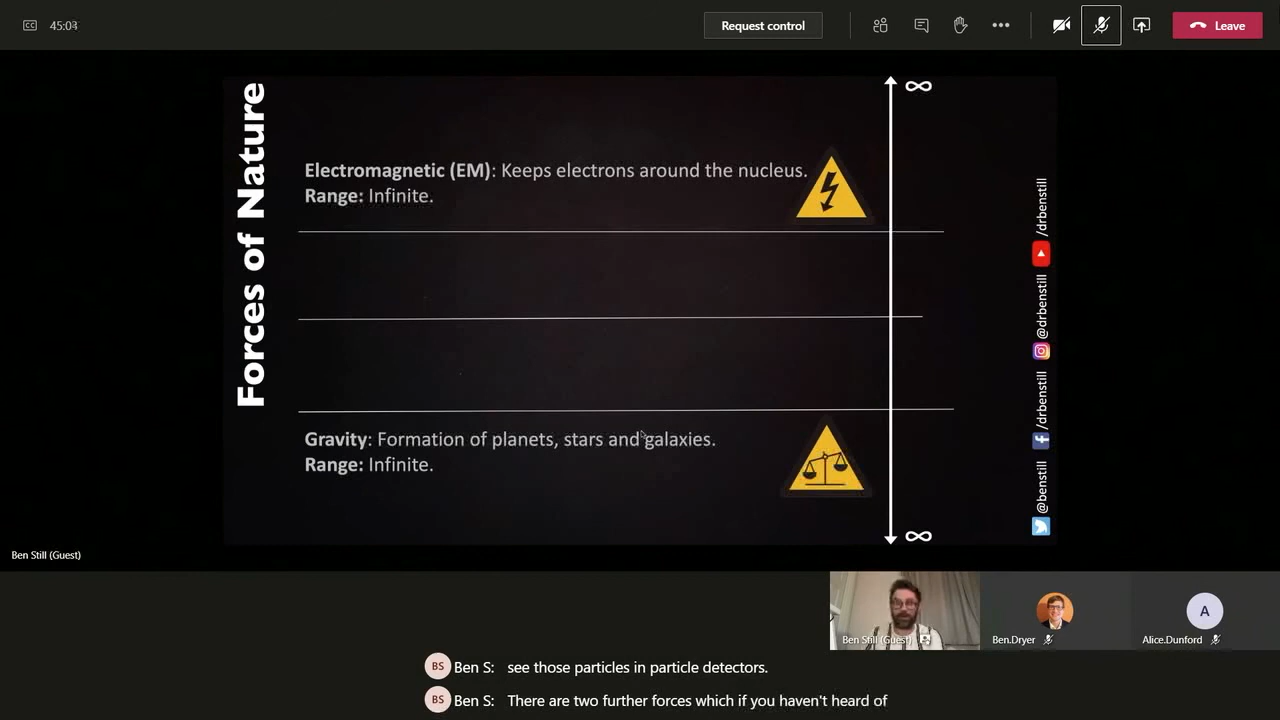 45:03
Request control
Leave
Forces of Nature
∞
Electromagnetic (EM): Keeps electrons around the nucleus.
Range: Infinite.
Gravity: Formation of planets, stars and galaxies.
Range: Infinite.
∞
/drbenstill
@drbenstill
/drbenstill
@benstill
Ben Still (Guest)
Ben Still (Guest)
Ben.Dryer
A
Alice.Dunford
BS Ben S: see those particles in particle detectors.
BS Ben S: There are two further forces which if you haven't heard of